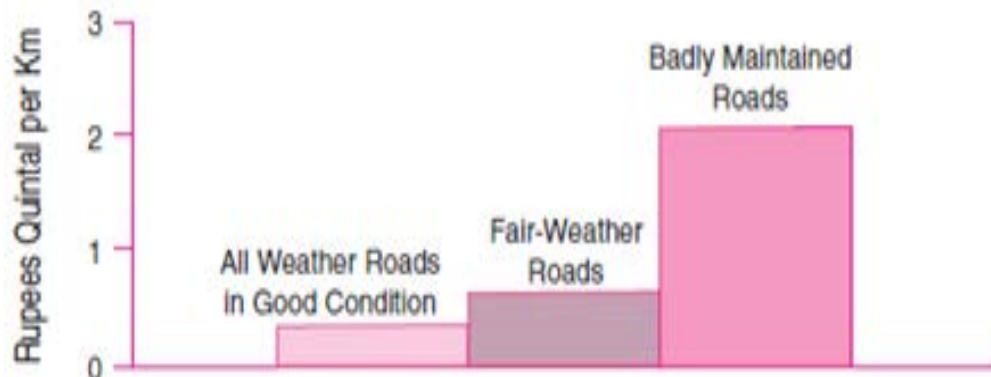 Rupees Quintal per Km
3
2
1
0
All Weather Roads
in Good Condition
Fair-Weather
Roads
Badly Maintained
Roads